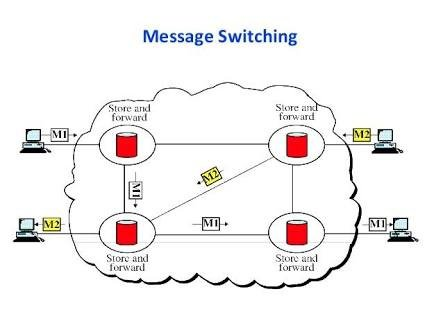 Message Switching
Store and
forward
Store and
forward
M1
M2
M2
M1
M2
M1
M1
Store and
forward
Store and
forward